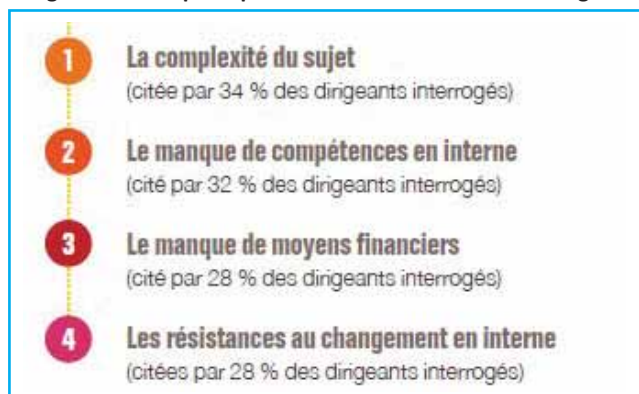 1
La complexité du sujet
(citée par 34 % des dirigeants interrogés)
2
Le manque de compétences en interne
(cité par 32 % des dirigeants interrogés)
3
Le manque de moyens financiers
(cité par 28 % des dirigeants interrogés)
4
Les résistances au changement en interne
(citées par 28 % des dirigeants interrogés)